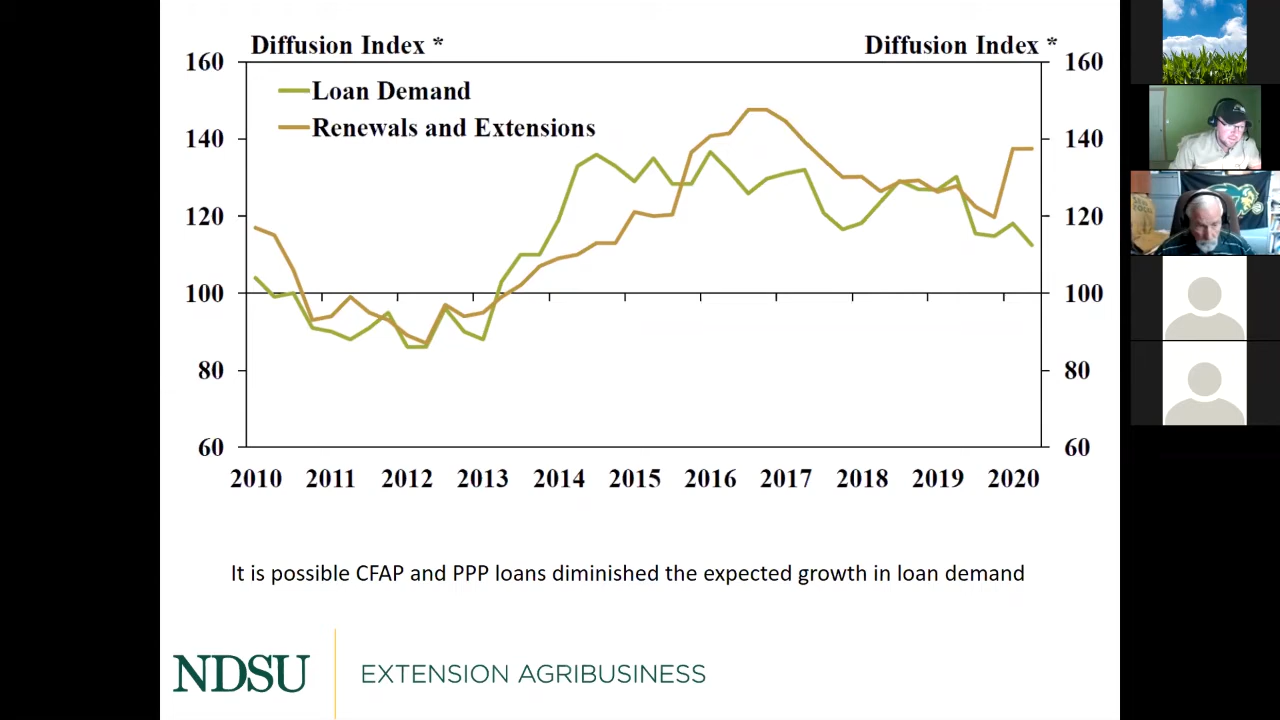 Diffusion Index *
Diffusion Index *
160
160
Loan Demand
Renewals and Extensions
140
140
120
120
100
100
80
80
60
60
2010 2011 2012 2013 2014 2015 2016 2017 2018 2019 2020
It is possible CFAP and PPP loans diminished the expected growth in loan demand
NDSU
EXTENSION AGRIBUSINESS